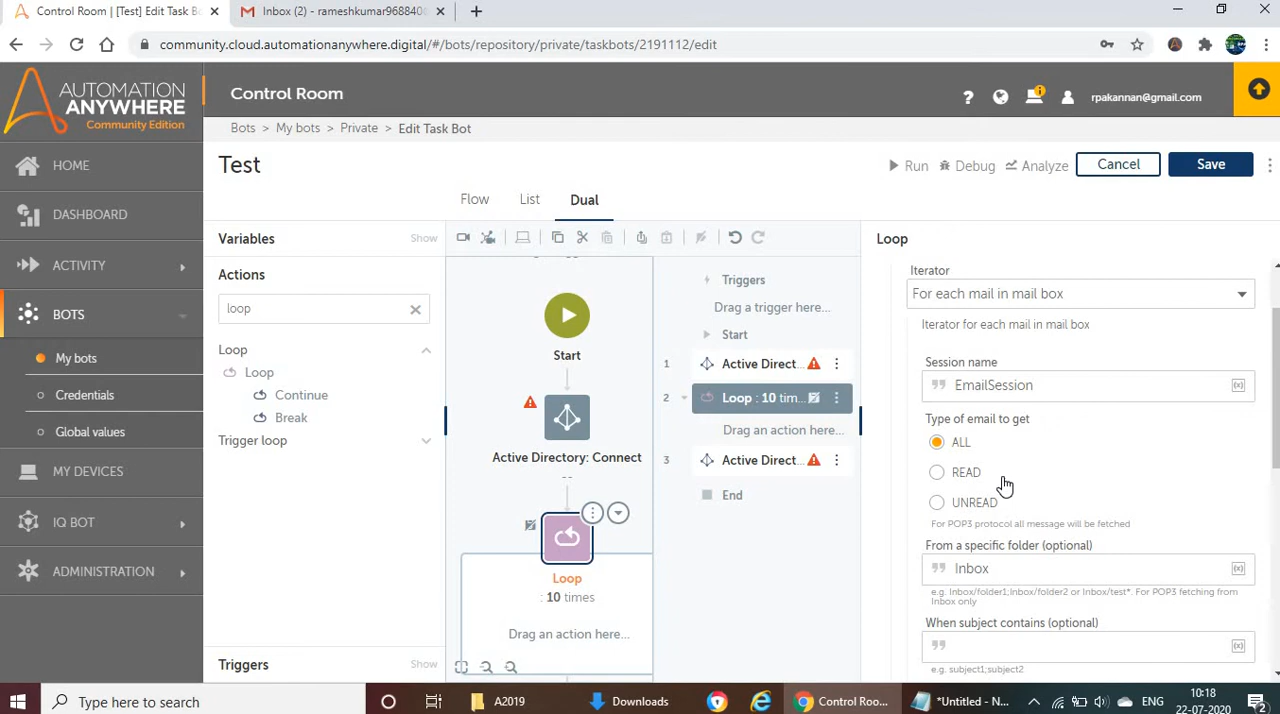 Control Room | [Test] Edit Task B
Inbox (2) - rameshkumar968840
community.cloud.automationanywhere.digital/#/bots/repository/private/taskbots/2191112/edit
AUTOMATION
ANYWHERE
Community Edition
Control Room
rpakannan@gmail.com
Bots > My bots > Private > Edit Task Bot
Test
Run
Debug
Analyze
Cancel
Save
Flow
List
Dual
HOME
DASHBOARD
ACTIVITY
BOTS
My bots
Credentials
Global values
MY DEVICES
IQ BOT
ADMINISTRATION
Variables
Show
Actions
loop
Loop
Loop
Continue
Break
Trigger loop
Triggers
Show
Start
Active Directory: Connect
--
Loop
: 10 times
Drag an action here...
Triggers
Drag a trigger here...
Start
1 Active Direct...
2 Loop : 10 tim...
Drag an action here...
3 Active Direct...
End
Loop
Iterator
For each mail in mail box
Iterator for each mail in mail box
Session name
EmailSession
Type of email to get
ALL
READ
UNREAD
For POP3 protocol all message will be fetched
From a specific folder (optional)
Inbox
e.g. Inbox/folder1;Inbox/folder2 or Inbox/test*. For POP3 fetching from
Inbox only
When subject contains (optional)
e.g. subject1;subject2
Type here to search
A2019
Downloads
Control Roo...
*Untitled - N...
ENG
10:18
22-07-2020
2